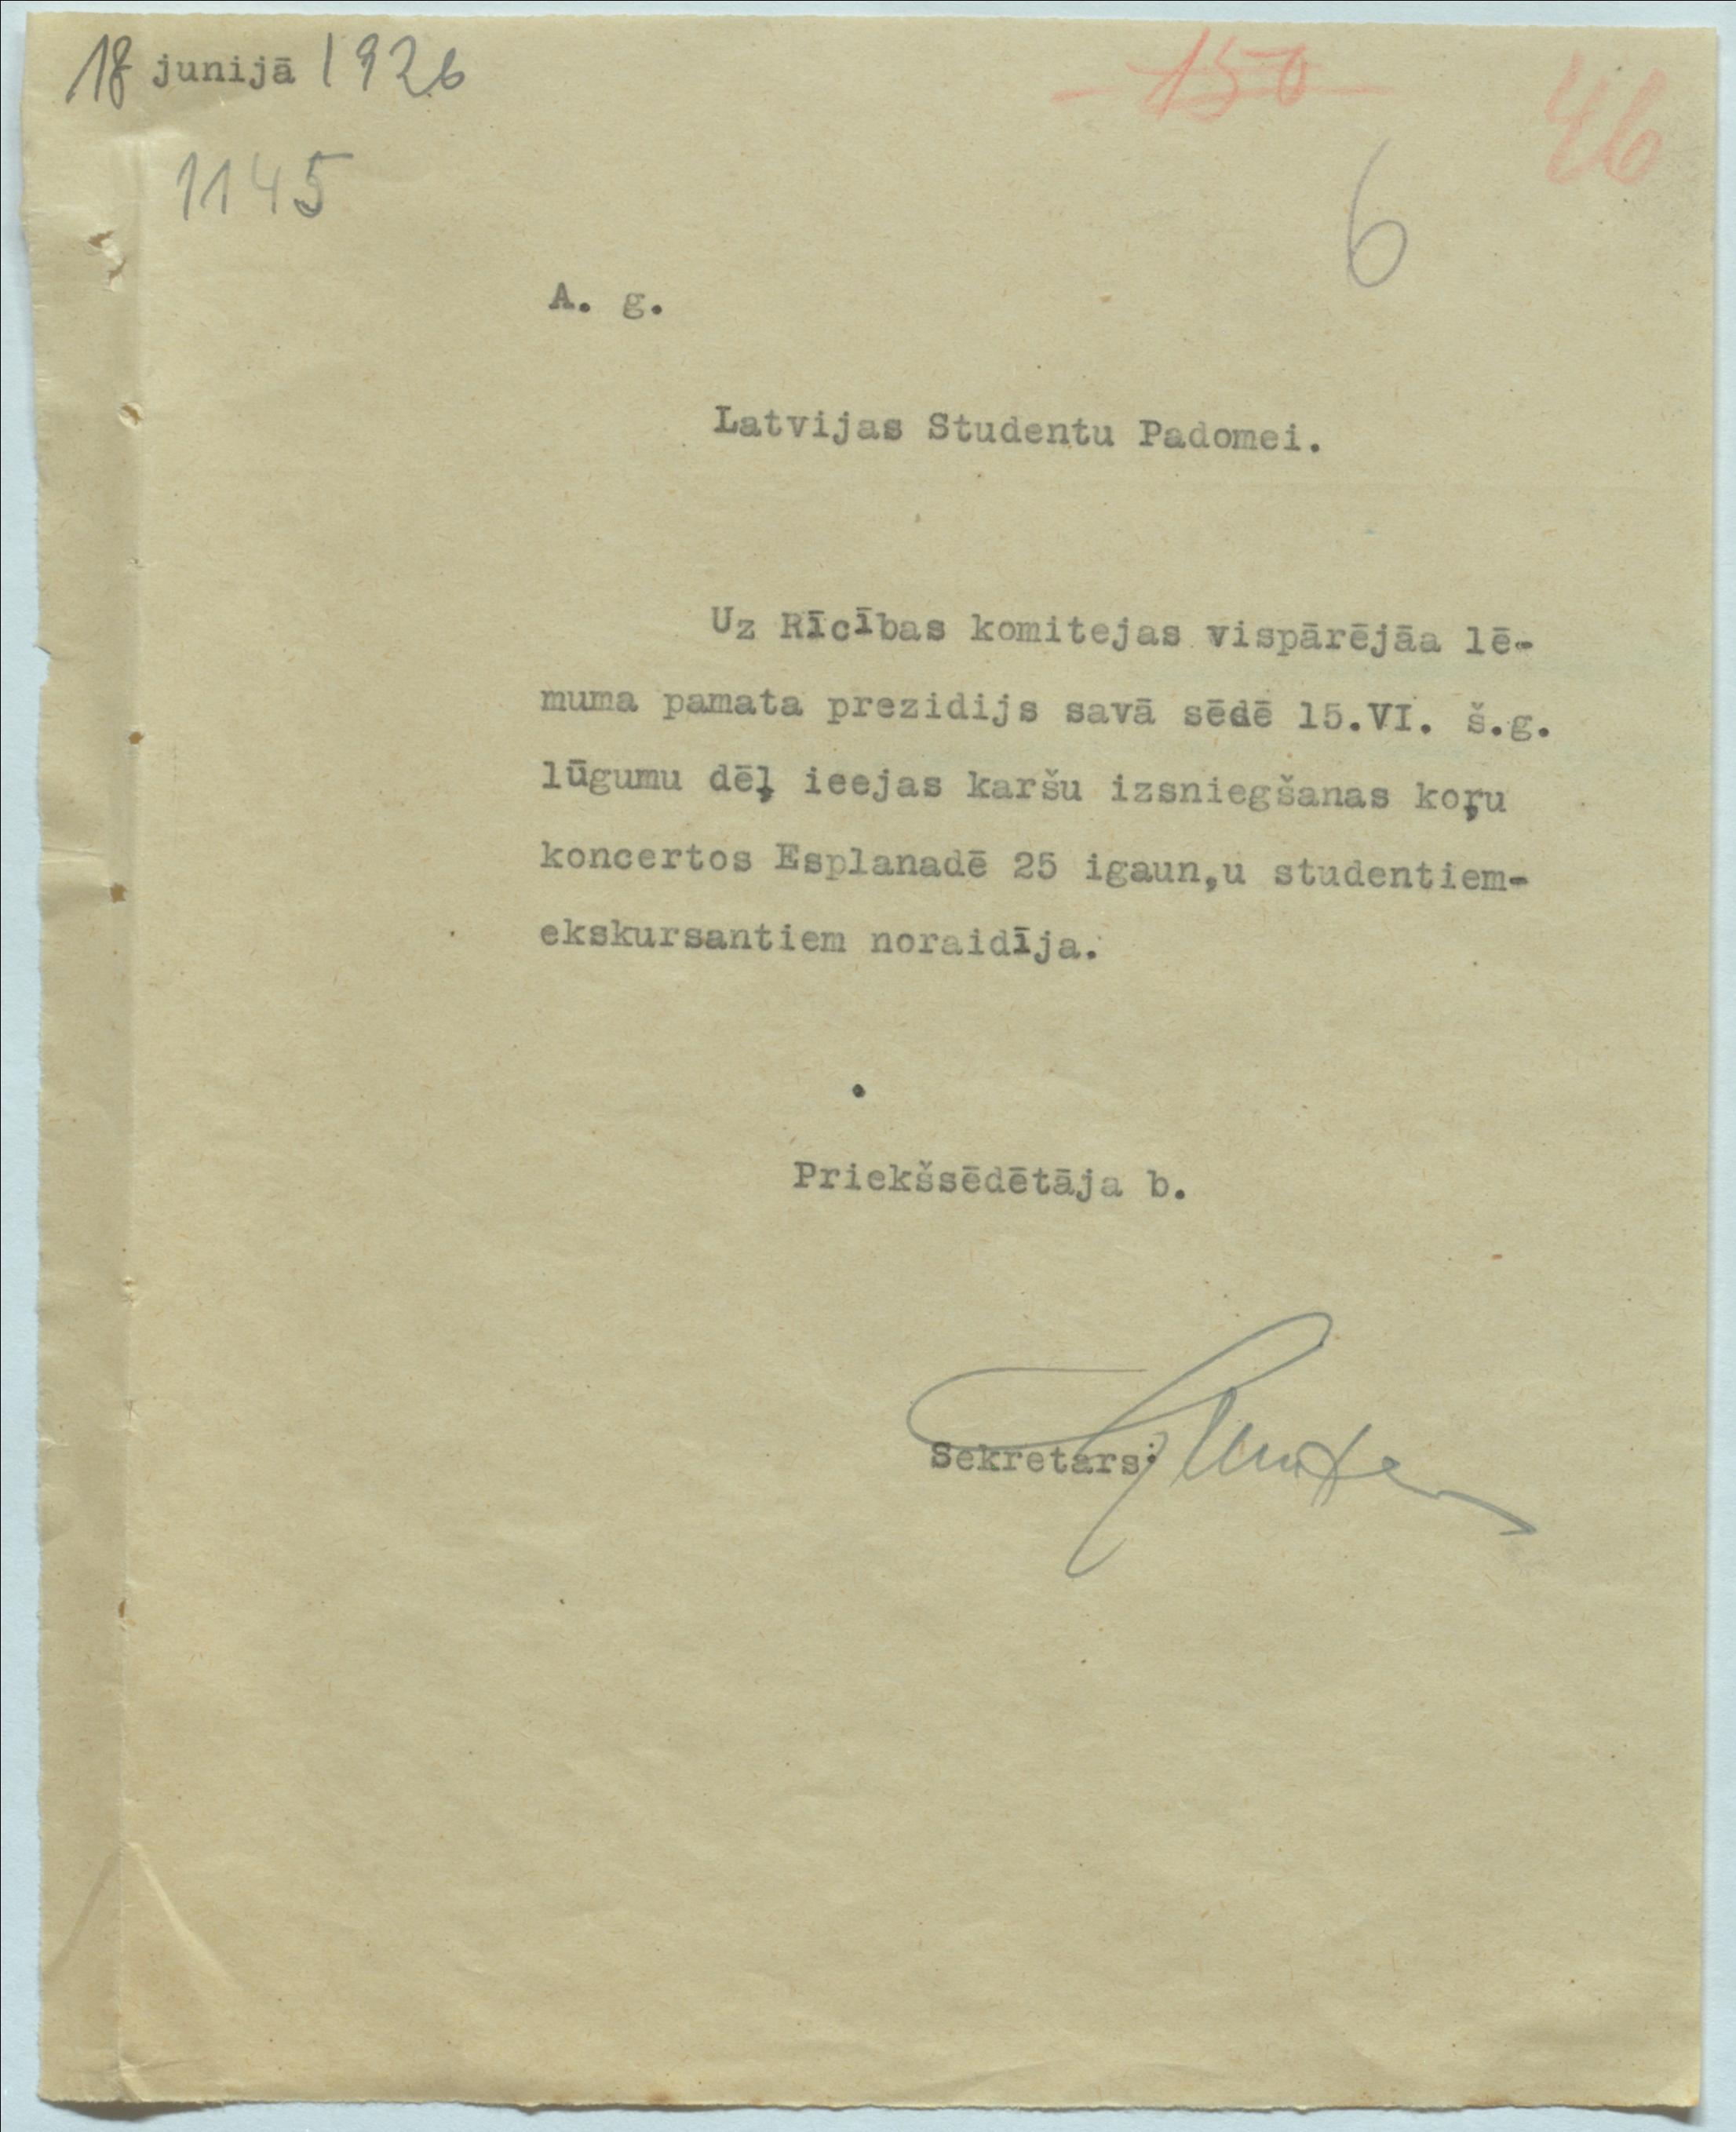 18 junijā 1926
150
46
1145
6
A. g.
Latvijas Studentu Padomei.
Uz Rīcības komitejas vispārējāa lē-
muma pamata prezidijs savā sēdē 15.VI. š.g.
lūgumu dēļ ieejas karšu izsniegšanas koŗu
koncertos Esplanadē 25 igaun,u studentiem-
ekskursantiem noraidīja.
Priekšsēdētāja b.
Sekretars: